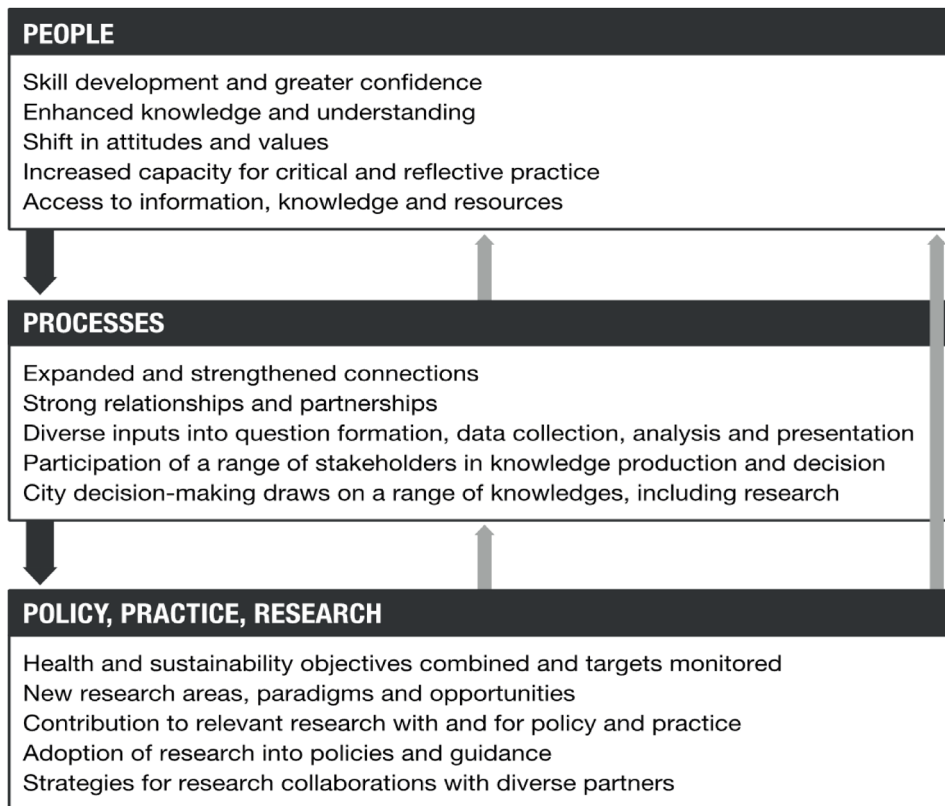 PEOPLE
Skill development and greater confidence
Enhanced knowledge and understanding
Shift in attitudes and values
Increased capacity for critical and reflective practice
Access to information, knowledge and resources
PROCESSES
Expanded and strengthened connections
Strong relationships and partnerships
Diverse inputs into question formation, data collection, analysis and presentation
Participation of a range of stakeholders in knowledge production and decision
City decision-making draws on a range of knowledges, including research
POLICY, PRACTICE, RESEARCH
Health and sustainability objectives combined and targets monitored
New research areas, paradigms and opportunities
Contribution to relevant research with and for policy and practice
Adoption of research into policies and guidance
Strategies for research collaborations with diverse partners